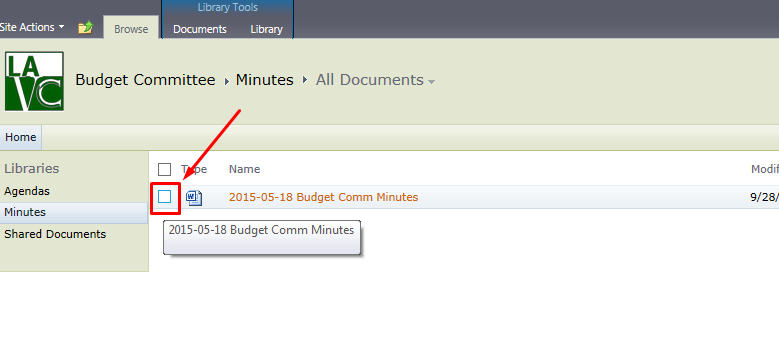 Library Tools
Site Actions Browse Documents Library
LA
VC
Budget Committee Minutes All Documents
Home
Libraries
Type Name Modif
Agendas
2015-05-18 Budget Comm Minutes 9/28/
Minutes
2015-05-18 Budget Comm Minutes
Shared Documents